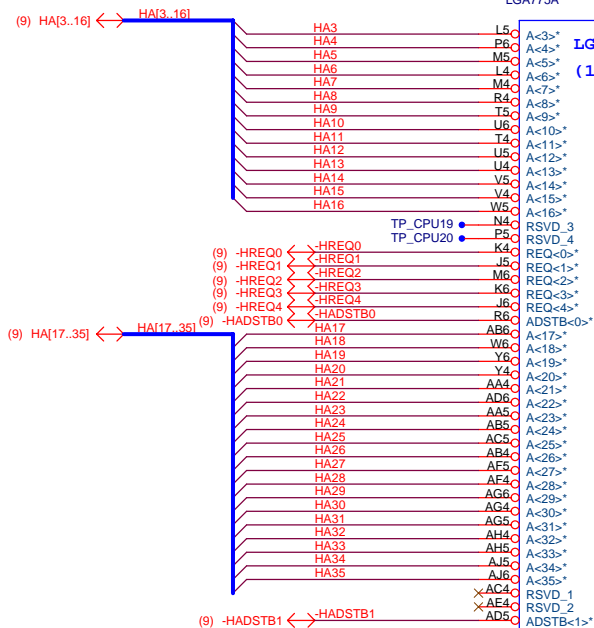 LGA775A
(9) HA[3..16] HA[3..16]
LG
(1
HA3 L5 A<3>*
HA4 P6 A<4>*
HA5 M5 A<5>*
HA6 L4 A<6>*
HA7 M4 A<7>*
HA8 R4 A<8>*
HA9 T5 A<9>*
HA10 U6 A<10>*
HA11 T4 A<11>*
HA12 U5 A<12>*
HA13 U4 A<13>*
HA14 V5 A<14>*
HA15 V4 A<15>*
HA16 W5 A<16>*
TP_CPU19 N4 RSVD_3
TP_CPU20 P5 RSVD_4
(9) -HREQ0 -HREQ0 K4 REQ<0>*
(9) -HREQ1 -HREQ1 J5 REQ<1>*
(9) -HREQ2 -HREQ2 M6 REQ<2>*
(9) -HREQ3 -HREQ3 K6 REQ<3>*
(9) -HREQ4 -HREQ4 J6 REQ<4>*
(9) -HADSTB0 -HADSTB0 R6 ADSTB<0>*
(9) HA[17..35] HA[17..35]
HA17 AB6 A<17>*
HA18 W6 A<18>*
HA19 Y6 A<19>*
HA20 Y4 A<20>*
HA21 AA4 A<21>*
HA22 AD6 A<22>*
HA23 AA5 A<23>*
HA24 AB5 A<24>*
HA25 AC5 A<25>*
HA26 AB4 A<26>*
HA27 AF5 A<27>*
HA28 AF4 A<28>*
HA29 AG6 A<29>*
HA30 AG4 A<30>*
HA31 AG5 A<31>*
HA32 AH4 A<32>*
HA33 AH5 A<33>*
HA34 AJ5 A<34>*
HA35 AJ6 A<35>*
AC4 RSVD_1
AE4 RSVD_2
(9) -HADSTB1 -HADSTB1 AD5 ADSTB<1>*